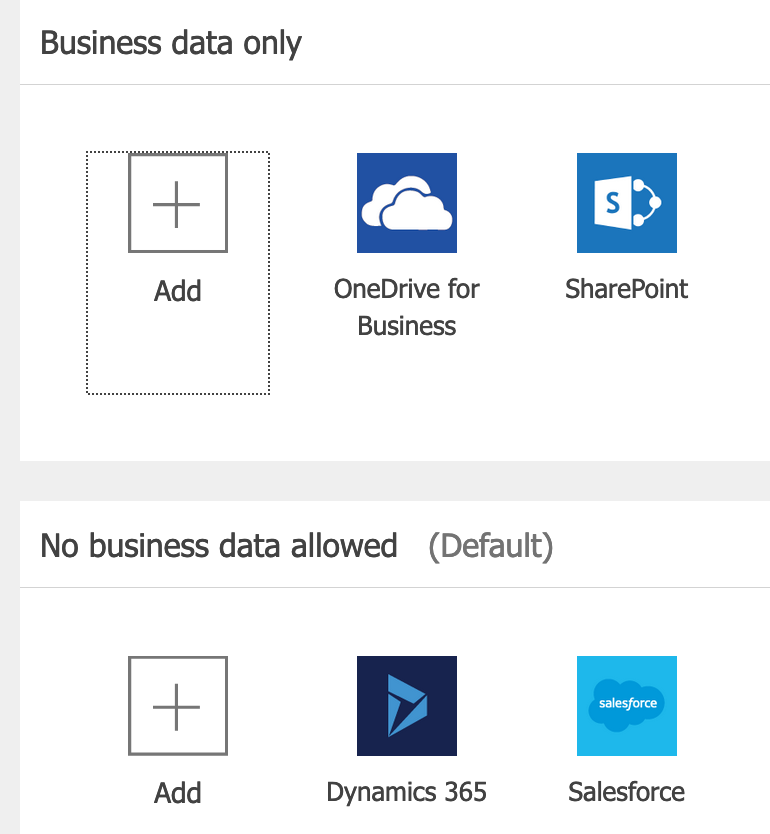 Business data only
Add
OneDrive for
Business
S
SharePoint
No business data allowed (Default)
Add
Dynamics 365
salesforce
Salesforce